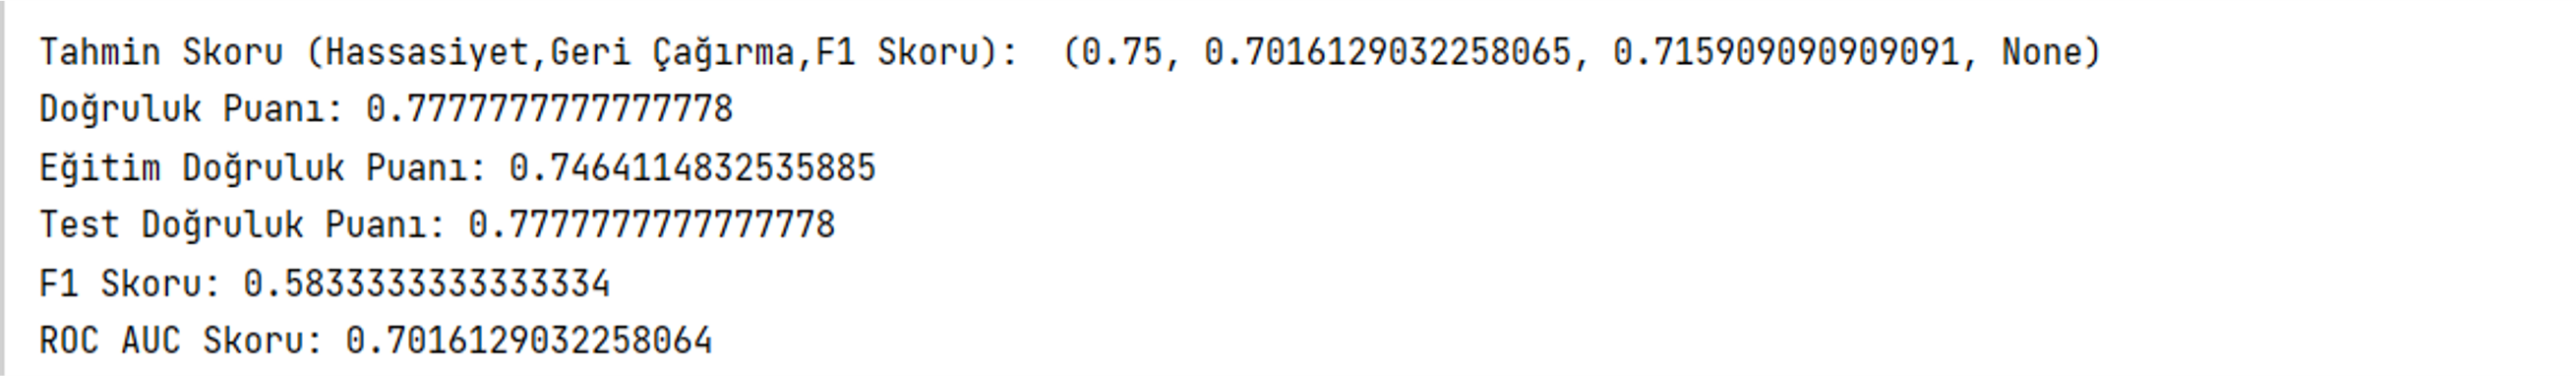 Tahmin Skoru (Hassasiyet,Geri Çağırma,F1 Skoru):  (0.75, 0.7016129032258065, 0.715909090909091, None)
Doğruluk Puanı: 0.7777777777777778
Eğitim Doğruluk Puanı: 0.7464114832535885
Test Doğruluk Puanı: 0.7777777777777778
F1 Skoru: 0.5833333333333334
ROC AUC Skoru: 0.7016129032258064